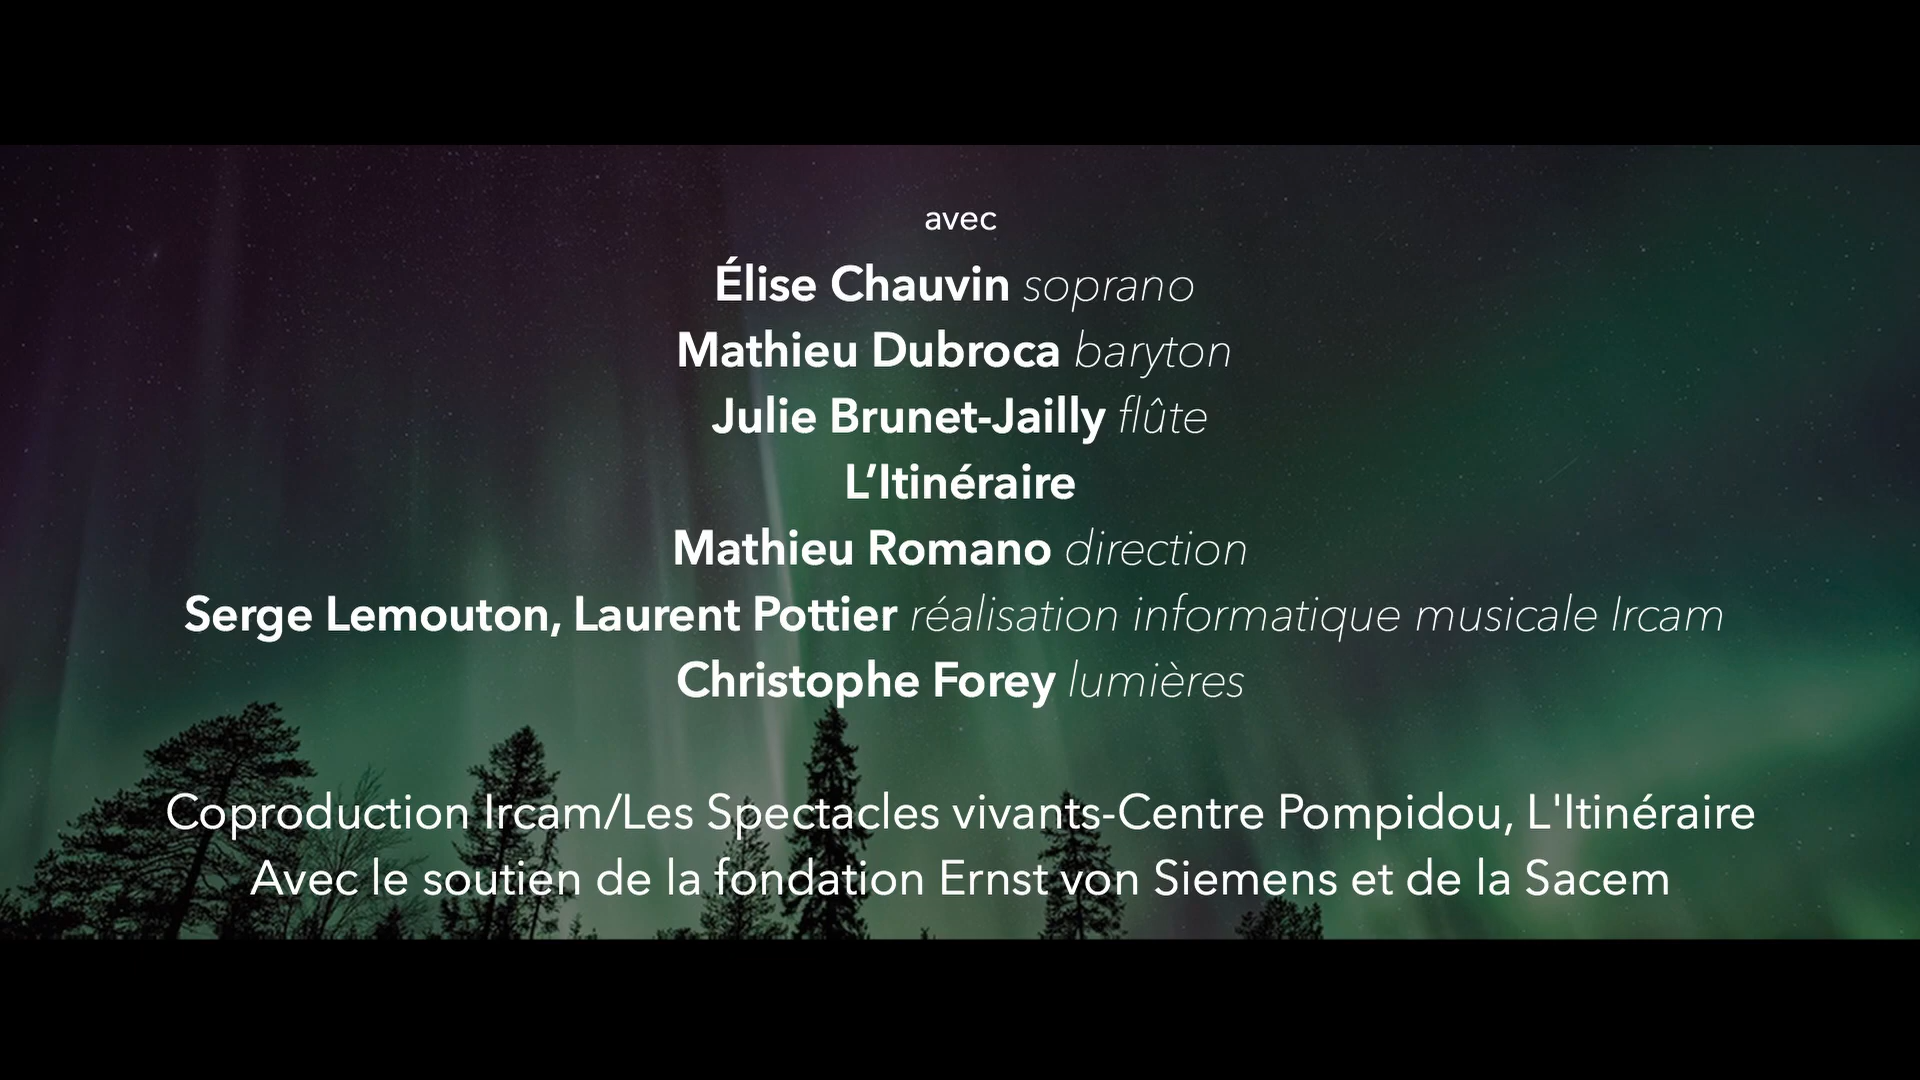 avec
Élise Chauvin soprano
Mathieu Dubroca baryton
Julie Brunet-Jailly flûte
L’Itinéraire
Mathieu Romano direction
Serge Lemouton, Laurent Pottier réalisation informatique musicale Ircam
Christophe Forey lumières
Coproduction Ircam/Les Spectacles vivants-Centre Pompidou, L'Itinéraire
Avec le soutien de la fondation Ernst von Siemens et de la Sacem